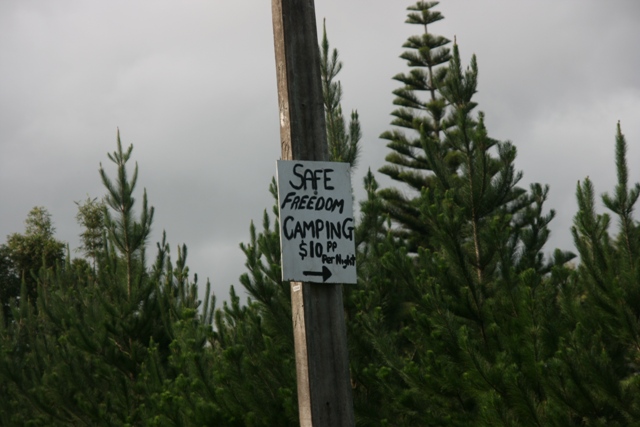 SAFE
FREEDOM
CAMPING
$10 PP
Per Night